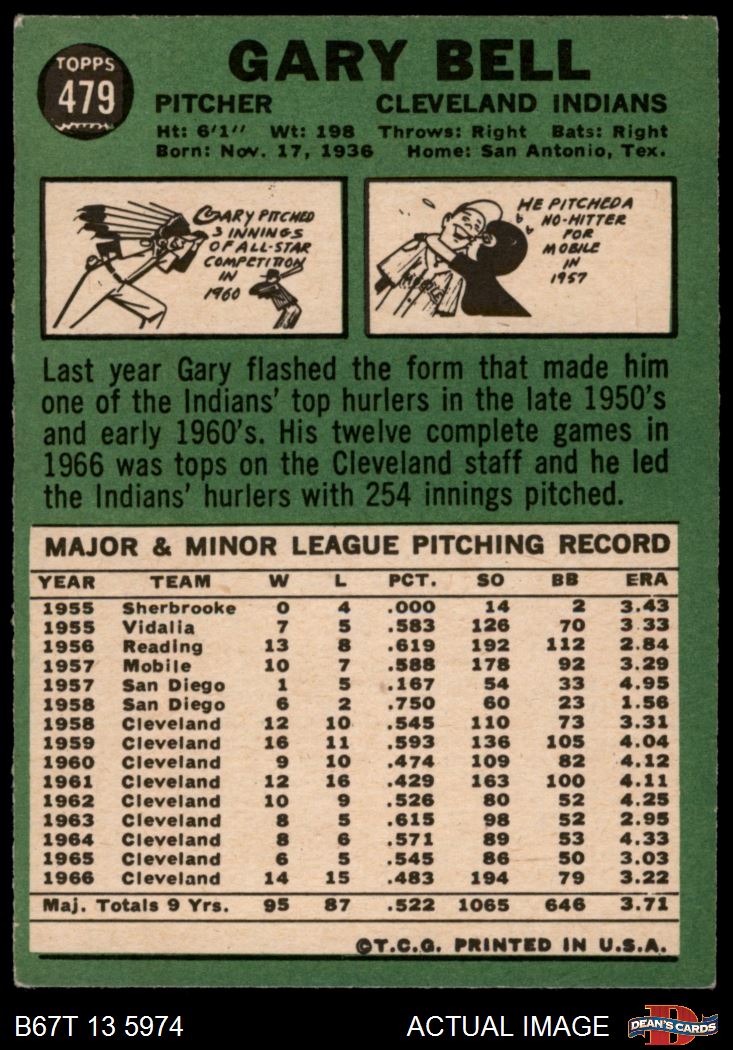 TOPPS
479
GARY BELL
PITCHER CLEVELAND INDIANS
Ht: 6'1" Wt: 198 Throws: Right Bats: Right
Born: Nov. 17, 1936 Home: San Antonio, Tex.
GARY PITCHED
3 INNINGS
OF ALL-STAR
COMPETITION
IN
1960
HE PITCHED A
NO-HITTER
FOR
MOBILE
IN
1957
MOBILE
Last year Gary flashed the form that made him
one of the Indians' top hurlers in the late 1950's
and early 1960's. His twelve complete games in
1966 was tops on the Cleveland staff and he led
the Indians' hurlers with 254 innings pitched.
MAJOR & MINOR LEAGUE PITCHING RECORD
YEAR TEAM W L PCT. SO BB ERA
1955 Sherbrooke 0 4 .000 14 2 3.43
1955 Vidalia 7 5 .583 126 70 3.33
1956 Reading 13 8 .619 192 112 2.84
1957 Mobile 10 7 .588 178 92 3.29
1957 San Diego 1 5 .167 54 33 4.95
1958 San Diego 6 2 .750 60 23 1.56
1958 Cleveland 12 10 .545 110 73 3.31
1959 Cleveland 16 11 .593 136 105 4.04
1960 Cleveland 9 10 .474 109 82 4.12
1961 Cleveland 12 16 .429 163 100 4.11
1962 Cleveland 10 9 .526 80 52 4.25
1963 Cleveland 8 5 .615 98 52 2.95
1964 Cleveland 8 6 .571 89 53 4.33
1965 Cleveland 6 5 .545 86 50 3.03
1966 Cleveland 14 15 .483 194 79 3.22
Maj. Totals 9 Yrs. 95 87 .522 1065 646 3.71
©T.C.G. PRINTED IN U.S.A.
B67T 13 5974 ACTUAL IMAGE
D
DEAN'S CARDS